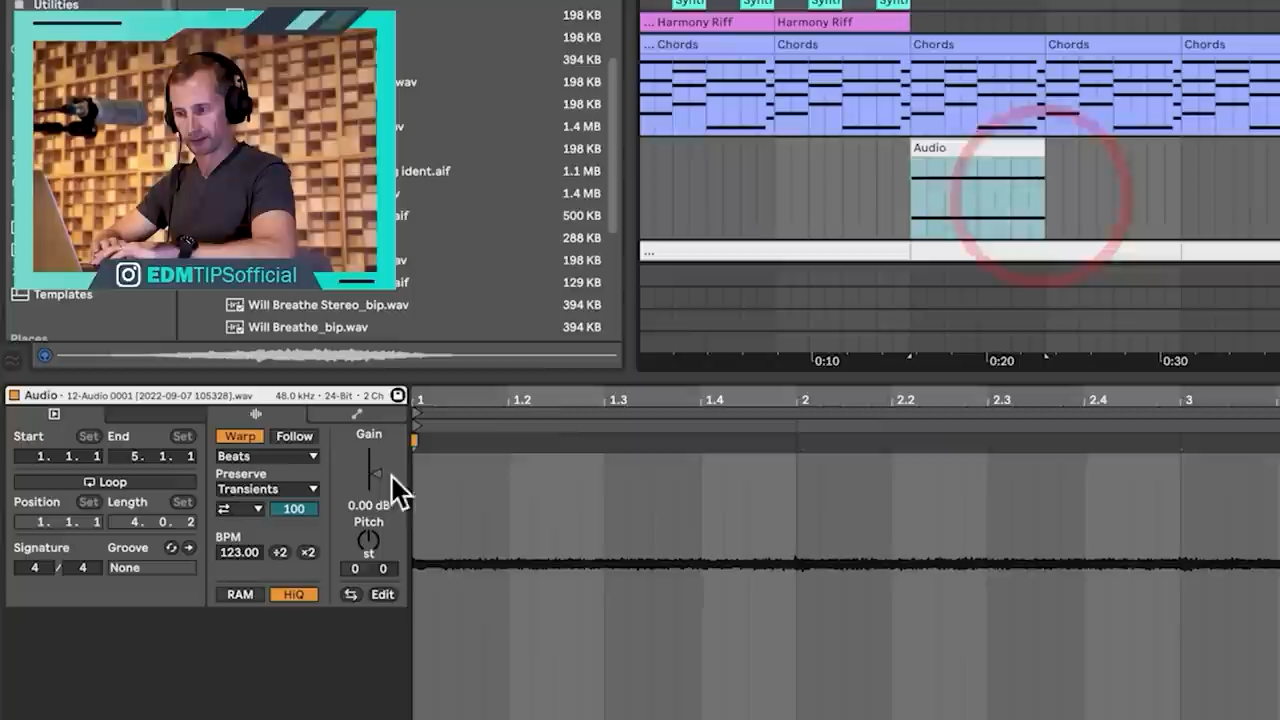 Utilities
198 KB
198 KB
394 KB
wav 198 KB
198 KB
v 1.4 MB
198 KB
ident.aif 1.1 MB
1.4 MB
aif 500 KB
288 KB
av 198 KB
aif 129 KB
Will Breathe Stereo_bip.wav 394 KB
Will Breathe_bip.wav 394 KB
EDMTIPSofficial
Templates
Places
Synt Synt Synt Synt
... Harmony Riff Harmony Riff
... Chords Chords Chords Chords Chords
Audio
...
0:10 0:20 0:30
Audio · 12-Audio 0001 [2022-09-07 105328].wav 48.0 kHz · 24-Bit · 2 Ch
Start Set End Set
1. 1. 1 5. 1. 1
Loop
Position Set Length Set
1. 1. 1 4. 0. 2
Signature Groove
4 / 4 None
Warp Follow
Beats
Preserve
Transients
100
BPM
123.00 ÷2 ×2
RAM HiQ
Gain
0.00 dB
Pitch
st
0 0
Edit
1 1.2 1.3 1.4 2 2.2 2.3 2.4 3